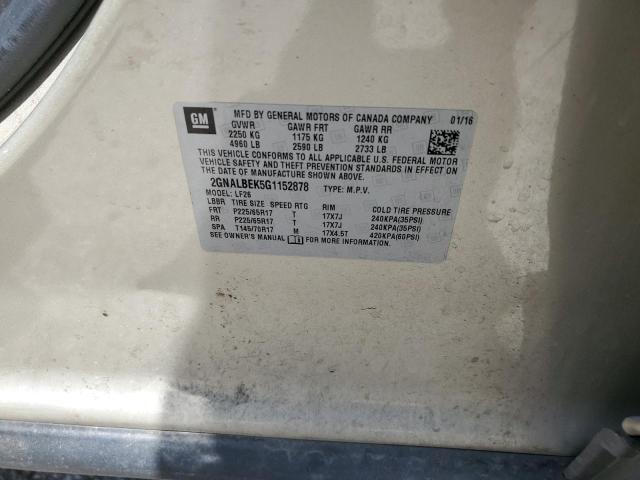 GM
MFD BY GENERAL MOTORS OF CANADA COMPANY 01/16
GVWR GAWR FRT GAWR RR
2250 KG 1175 KG 1240 KG
4960 LB 2590 LB 2733 LB
THIS VEHICLE CONFORMS TO ALL APPLICABLE U.S. FEDERAL MOTOR
VEHICLE SAFETY AND THEFT PREVENTION STANDARDS IN EFFECT ON
THE DATE OF MANUFACTURE SHOWN ABOVE.
2GNALBEK5G1152878 TYPE: M.P.V.
MODEL: LF26
LBBR TIRE SIZE SPEED RTG RIM COLD TIRE PRESSURE
FRT P225/65R17 T 17X7J 240KPA(35PSI)
RR P225/65R17 T 17X7J 240KPA(35PSI)
SPA T145/70R17 M 17X4.5T 420KPA(60PSI)
SEE OWNER'S MANUAL FOR MORE INFORMATION.